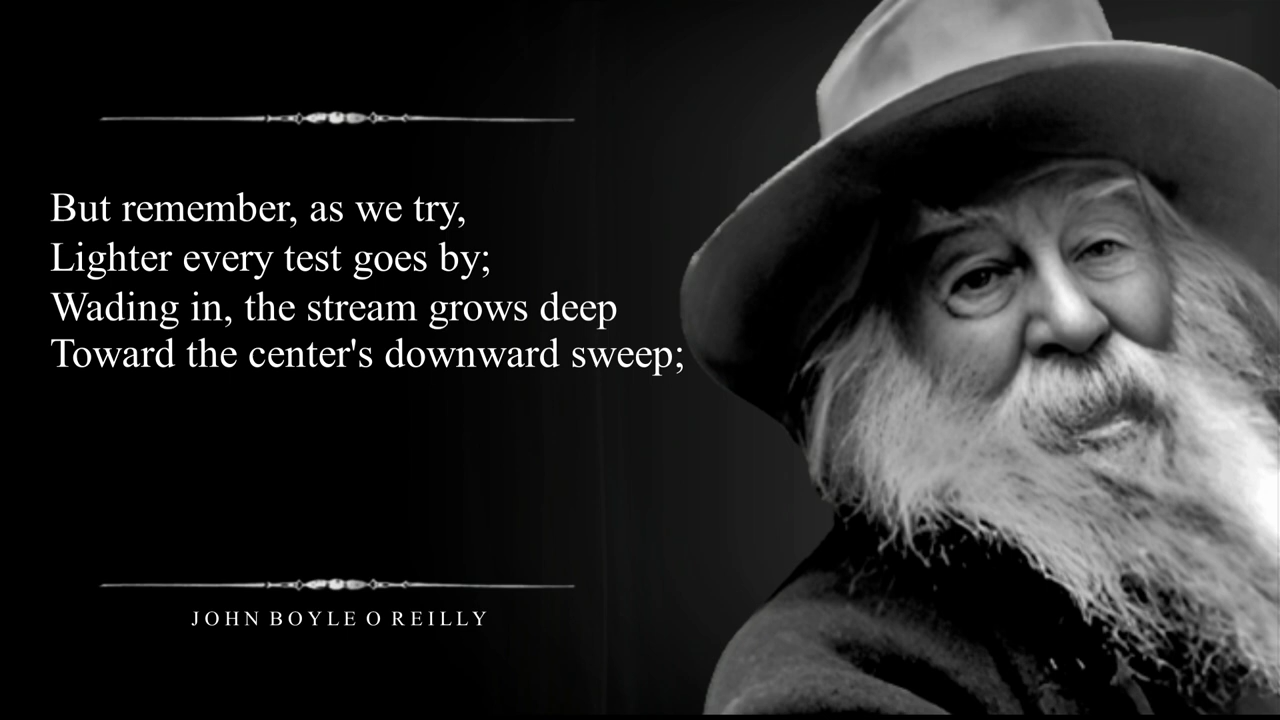 But remember, as we try,
Lighter every test goes by;
Wading in, the stream grows deep
Toward the center's downward sweep;
JOHN BOYLE O REILLY